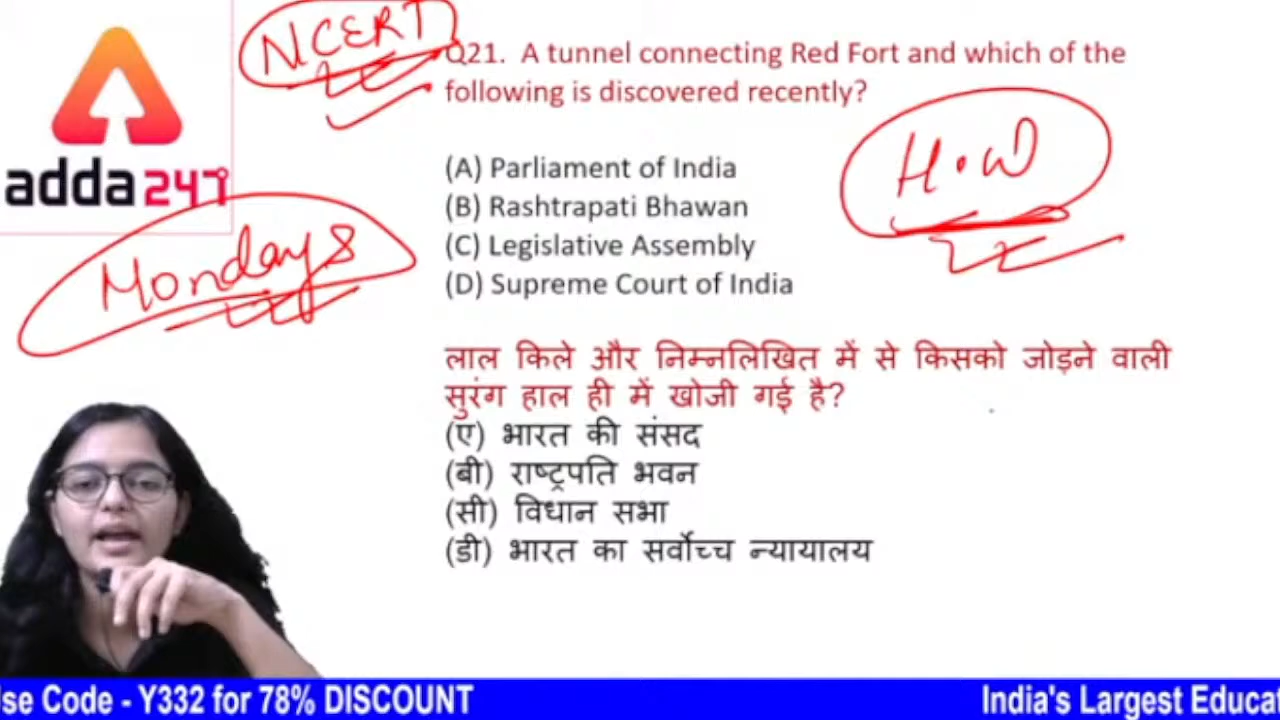 NCERT
Q21. A tunnel connecting Red Fort and which of the
following is discovered recently?
H.W
(A) Parliament of India
(B) Rashtrapati Bhawan
(C) Legislative Assembly
(D) Supreme Court of India
adda247
Mondays
लाल किले और निम्नलिखित में से किसको जोड़ने वाली
सुरंग हाल ही में खोजी गई है?
(ए) भारत की संसद
(बी) राष्ट्रपति भवन
(सी) विधान सभा
(डी) भारत का सर्वोच्च न्यायालय
Use Code - Y332 for 78% DISCOUNT
India's Largest Educat